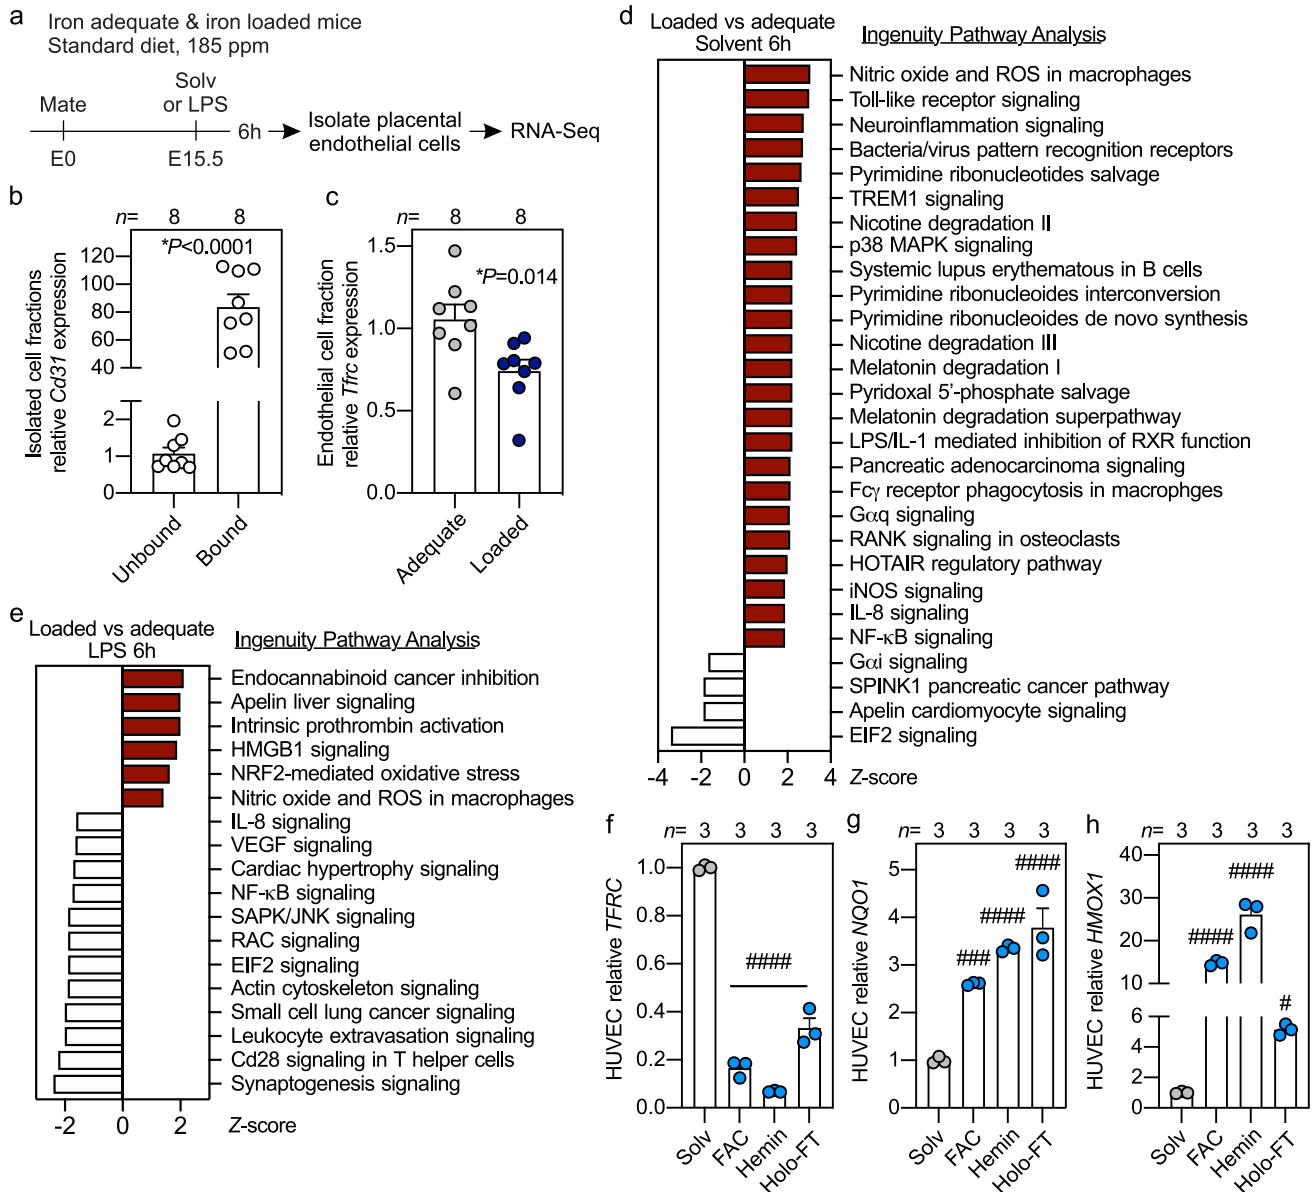 a
Iron adequate & iron loaded mice
Standard diet, 185 ppm
Mate
Solv
or LPS
6h
E0
E15.5
Isolate placental
endothelial cells
RNA-Seq
b
n=
8
8
*P<0.0001
Isolated cell fractions
relative Cd31 expression
120
100
80
60
40
2
1
0
Unbound
Bound
c
n=
8
8
*P=0.014
Endothelial cell fraction
relative Tfrc expression
1.5
1.0
0.5
0.0
Adequate
Loaded
d
Loaded vs adequate
Solvent 6h
Ingenuity Pathway Analysis
Nitric oxide and ROS in macrophages
Toll-like receptor signaling
Neuroinflammation signaling
Bacteria/virus pattern recognition receptors
Pyrimidine ribonucleotides salvage
TREM1 signaling
Nicotine degradation II
p38 MAPK signaling
Systemic lupus erythematous in B cells
Pyrimidine ribonucleoides interconversion
Pyrimidine ribonucleoides de novo synthesis
Nicotine degradation III
Melatonin degradation I
Pyridoxal 5'-phosphate salvage
Melatonin degradation superpathway
LPS/IL-1 mediated inhibition of RXR function
Pancreatic adenocarcinoma signaling
Fcγ receptor phagocytosis in macrophges
Gαq signaling
RANK signaling in osteoclasts
HOTAIR regulatory pathway
iNOS signaling
IL-8 signaling
NF-κB signaling
Gαi signaling
SPINK1 pancreatic cancer pathway
Apelin cardiomyocyte signaling
EIF2 signaling
-4 -2 0 2 4 Z-score
e
Loaded vs adequate
LPS 6h
Ingenuity Pathway Analysis
Endocannabinoid cancer inhibition
Apelin liver signaling
Intrinsic prothrombin activation
HMGB1 signaling
NRF2-mediated oxidative stress
Nitric oxide and ROS in macrophages
IL-8 signaling
VEGF signaling
Cardiac hypertrophy signaling
NF-κB signaling
SAPK/JNK signaling
RAC signaling
EIF2 signaling
Actin cytoskeleton signaling
Small cell lung cancer signaling
Leukocyte extravasation signaling
Cd28 signaling in T helper cells
Synaptogenesis signaling
-2 0 2 Z-score
f
n= 3 3 3 3
HUVEC relative TFRC
1.0
0.8
0.6
0.4
0.2
0.0
####
Solv
FAC
Hemin
Holo-FT
g
n= 3 3 3 3
HUVEC relative NQO1
5
4
3
2
1
0
###
####
####
Solv
FAC
Hemin
Holo-FT
h
n= 3 3 3 3
HUVEC relative HMOX1
40
30
20
10
6
4
2
0
####
####
#
Solv
FAC
Hemin
Holo-FT